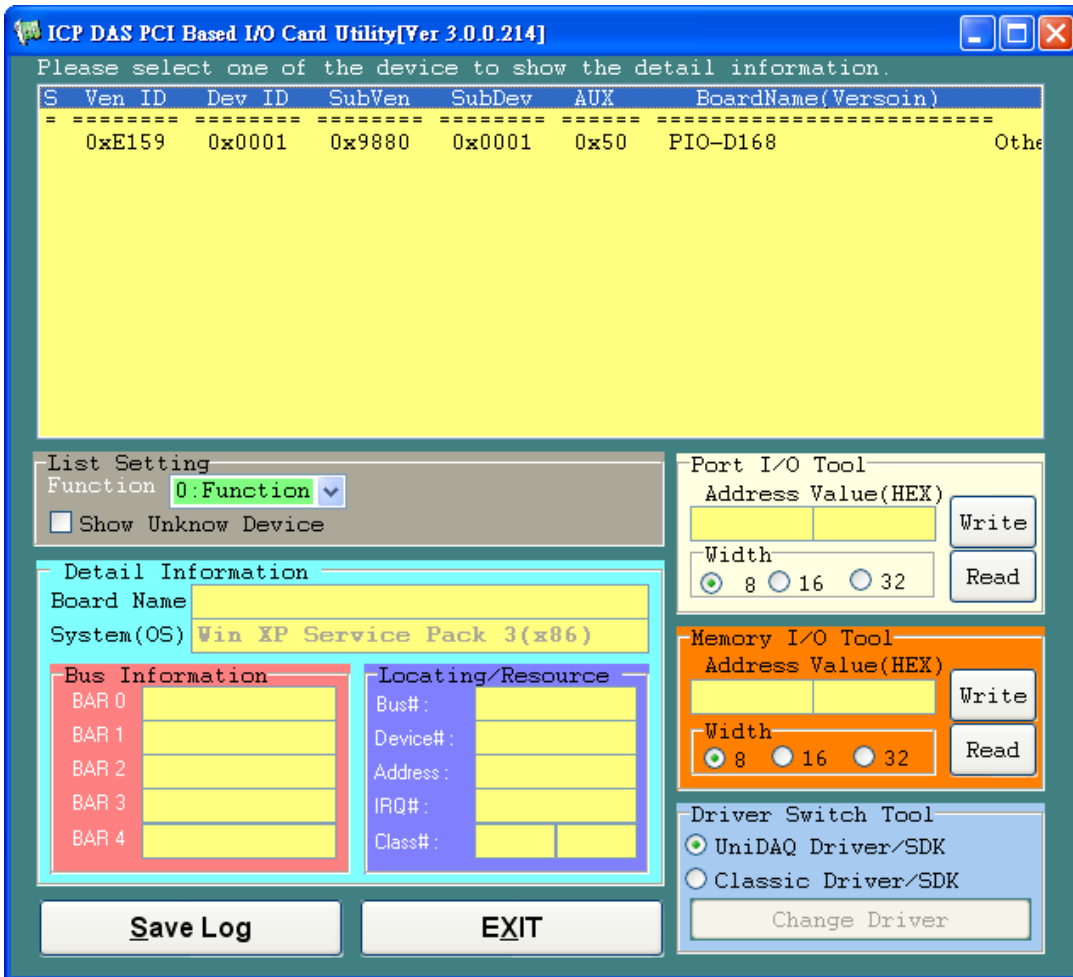 ICP DAS PCI Based I/O Card Utility[Ver 3.0.0.214]
Please select one of the device to show the detail information.
S Ven ID Dev ID SubVen SubDev AUX BoardName(Versoin)
= ======== ======== ======== ======== ====== =========================
0xE159 0x0001 0x9880 0x0001 0x50 PIO-D168 Othe
List Setting
Function 0:Function
Show Unknow Device
Detail Information
Board Name
System(OS) Win XP Service Pack 3(x86)
Bus Information
BAR 0
BAR 1
BAR 2
BAR 3
BAR 4
Locating/Resource
Bus# :
Device# :
Address :
IRQ# :
Class# :
Save Log
EXIT
Port I/O Tool
Address Value(HEX)
Write
Width
8 16 32
Read
Memory I/O Tool
Address Value(HEX)
Write
Width
8 16 32
Read
Driver Switch Tool
UniDAQ Driver/SDK
Classic Driver/SDK
Change Driver